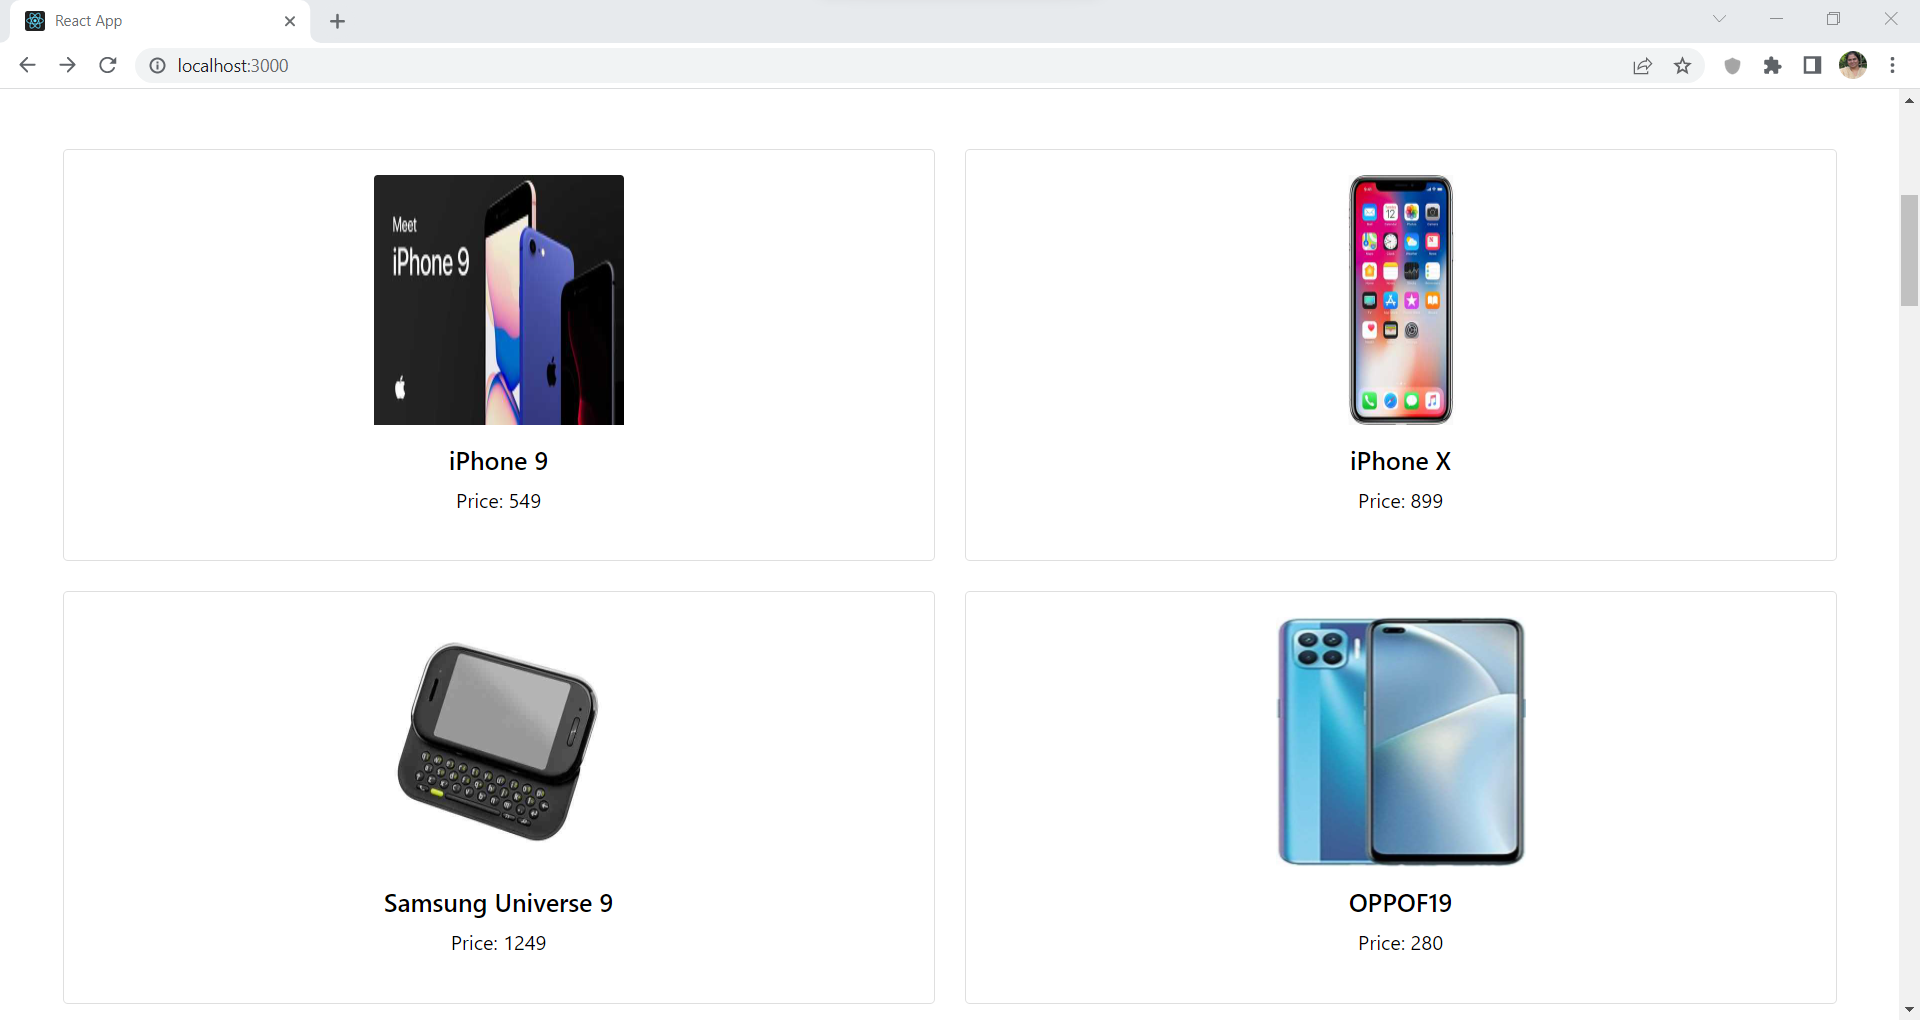 React App
localhost:3000
Meet
iPhone 9
iPhone 9
Price: 549
12
iPhone X
Price: 899
Samsung Universe 9
Price: 1249
OPPOF19
Price: 280